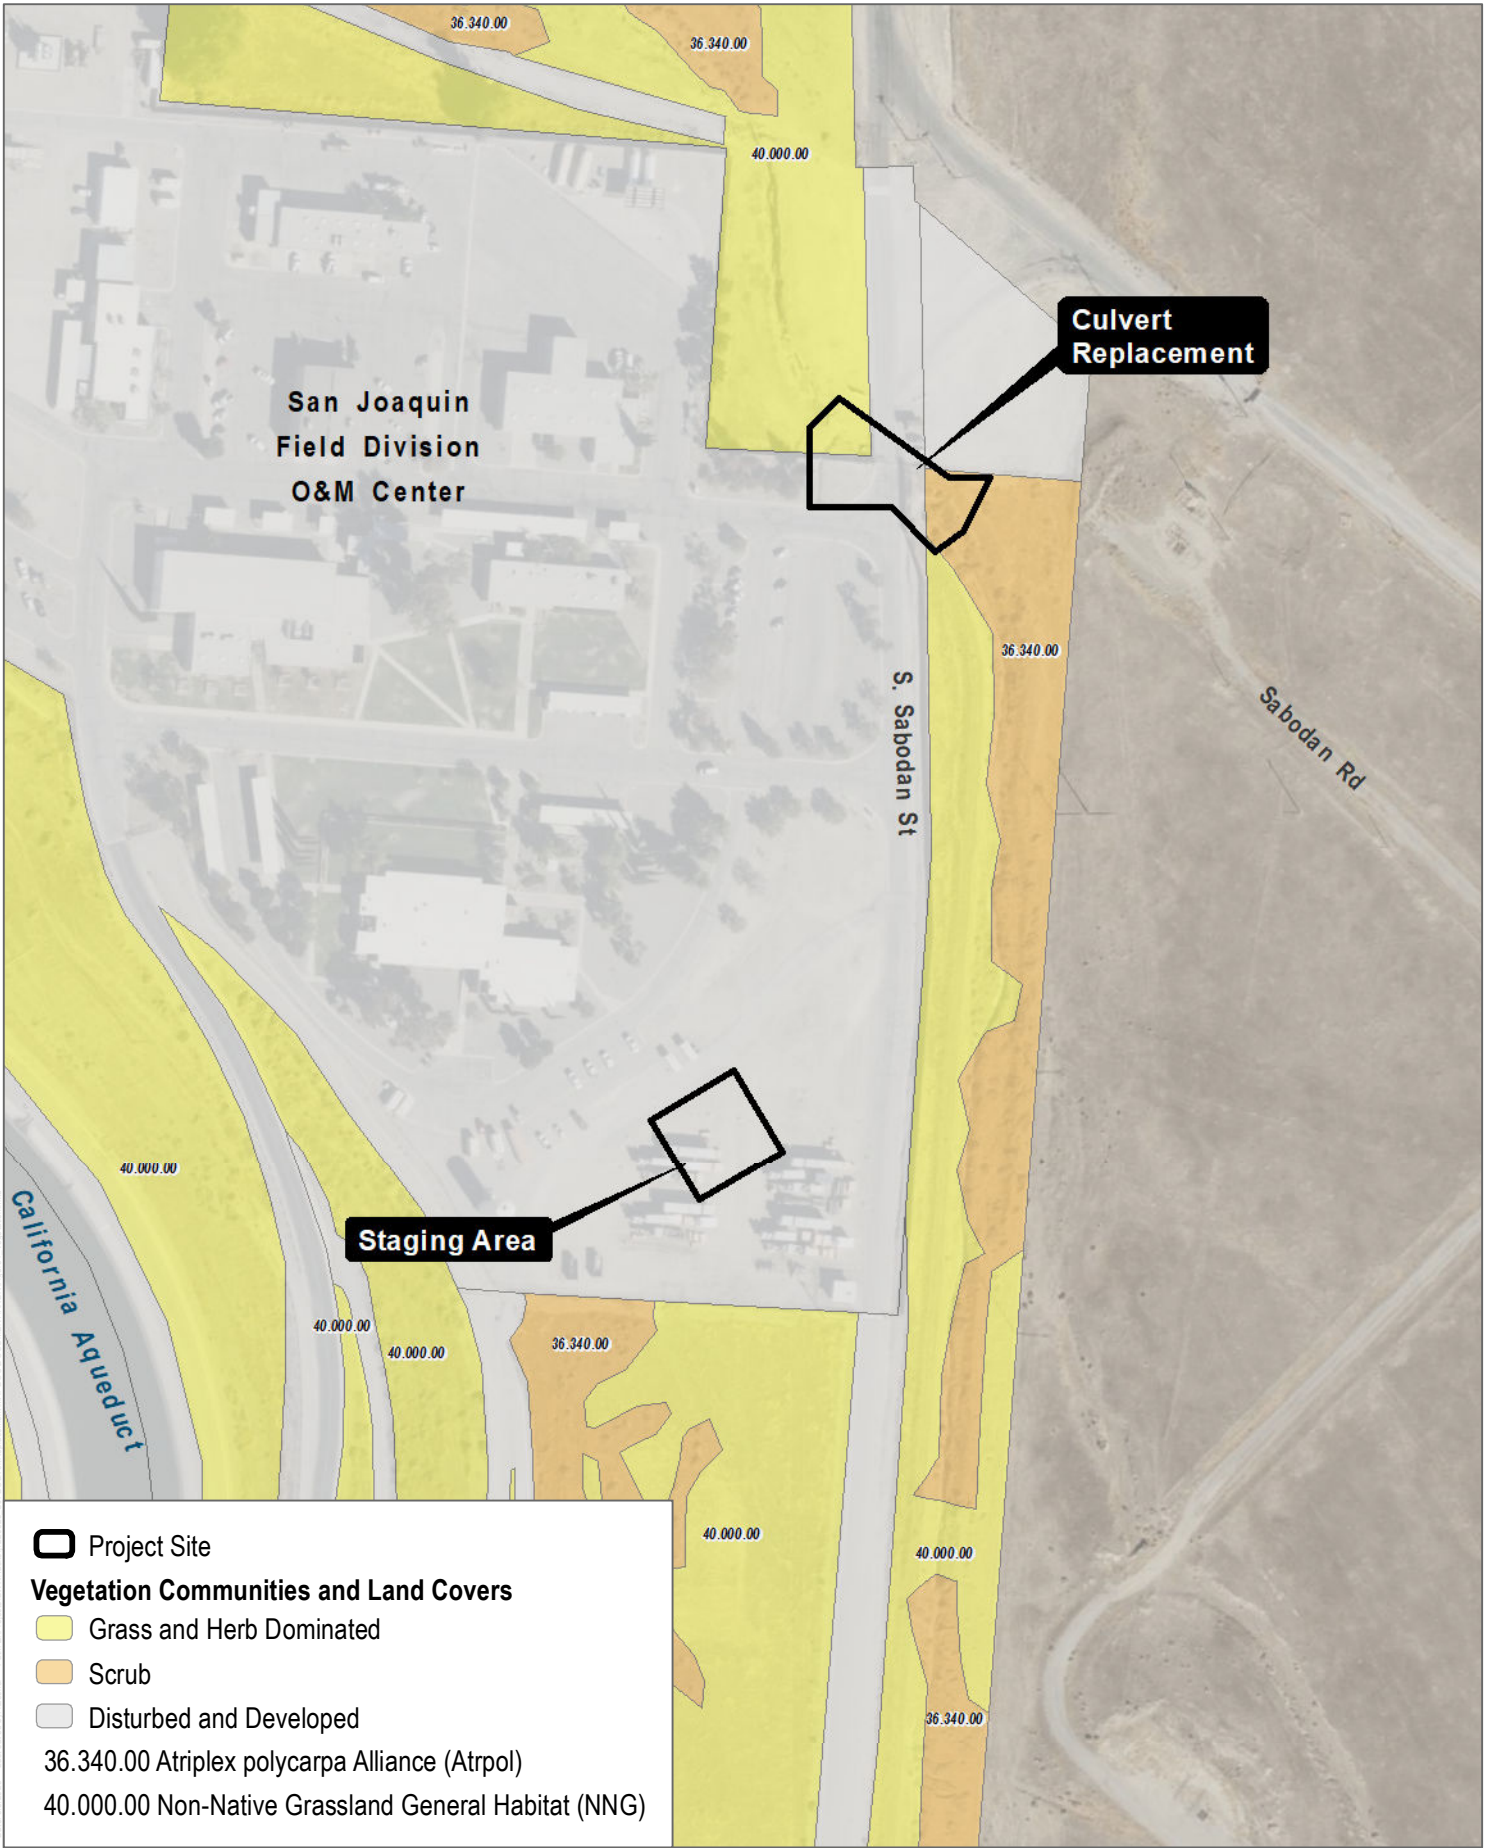 36.340.00
36.340.00
40.000.00
Culvert
Replacement
San Joaquin
Field Division
O&M Center
36.340.00
S. Sabodan St
Sabodan Rd
40.000.00
California Aqueduct
Staging Area
40.000.00
40.000.00
36.340.00
40.000.00
40.000.00
36.340.00
Project Site
Vegetation Communities and Land Covers
Grass and Herb Dominated
Scrub
Disturbed and Developed
36.340.00 Atriplex polycarpa Alliance (Atrpol)
40.000.00 Non-Native Grassland General Habitat (NNG)